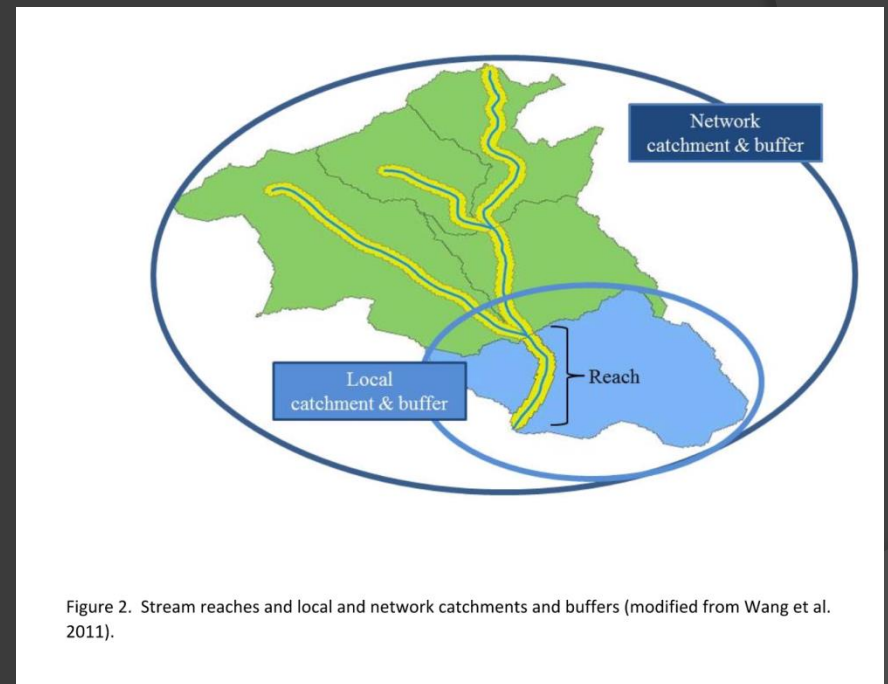 Network
catchment & buffer
Local
catchment & buffer
Reach
Figure 2.  Stream reaches and local and network catchments and buffers (modified from Wang et al.
2011).